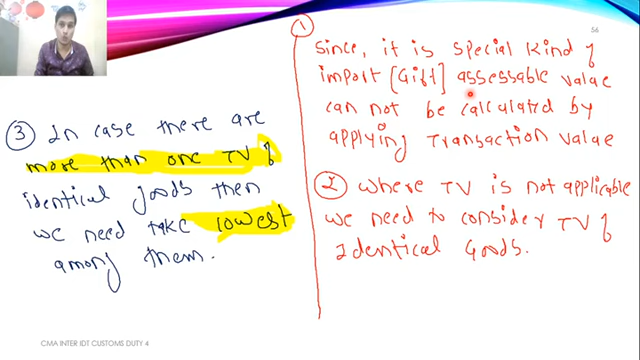 56
①
Since, it is special kind of
import [Gift] assessable value
can not be calculated by
applying Transaction value
② Where TV is not applicable
we need to consider TV of
Identical Goods.
③ In case there are
more than one TV of
identical goods then
we need take lowest
among them.
CMA INTER IDT CUSTOMS DUTY 4